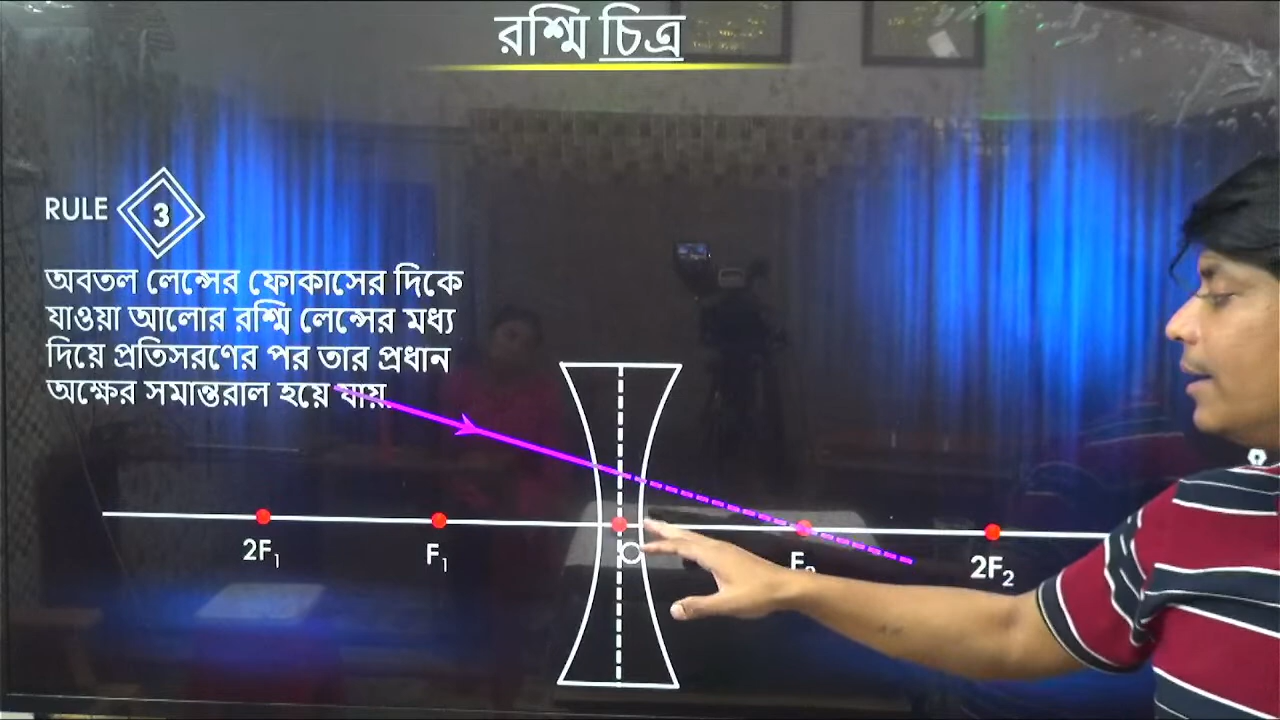 রশ্মি চিত্র
RULE 3
অবতল লেন্সের ফোকাসের দিকে
যাওয়া আলোর রশ্মি লেন্সের মধ্য
দিয়ে প্রতিসরণের পর তার প্রধান
অক্ষের সমান্তরাল হয়ে যায়.
2F₁ F₁ O F₂ 2F₂